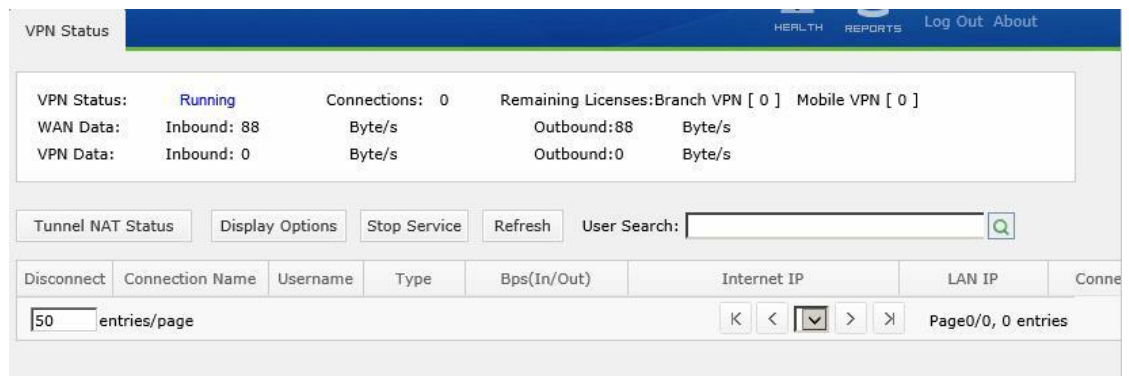 VPN Status
HEALTH REPORTS Log Out About
VPN Status: Running Connections: 0 Remaining Licenses:Branch VPN [ 0 ] Mobile VPN [ 0 ]
WAN Data: Inbound: 88 Byte/s Outbound:88 Byte/s
VPN Data: Inbound: 0 Byte/s Outbound:0 Byte/s
Tunnel NAT Status Display Options Stop Service Refresh User Search:
Disconnect Connection Name Username Type Bps(In/Out) Internet IP LAN IP Conne
50 entries/page Page0/0, 0 entries